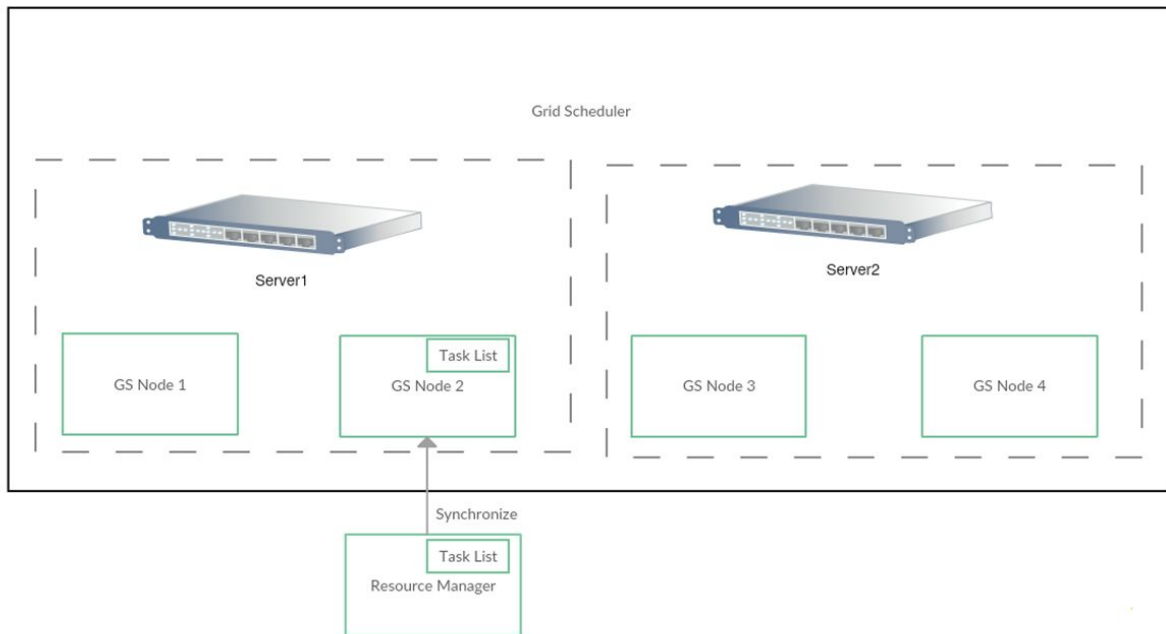 Grid Scheduler
Server1
Server2
Task List
GS Node 1
GS Node 2
GS Node 3
GS Node 4
Synchronize
Task List
Resource Manager